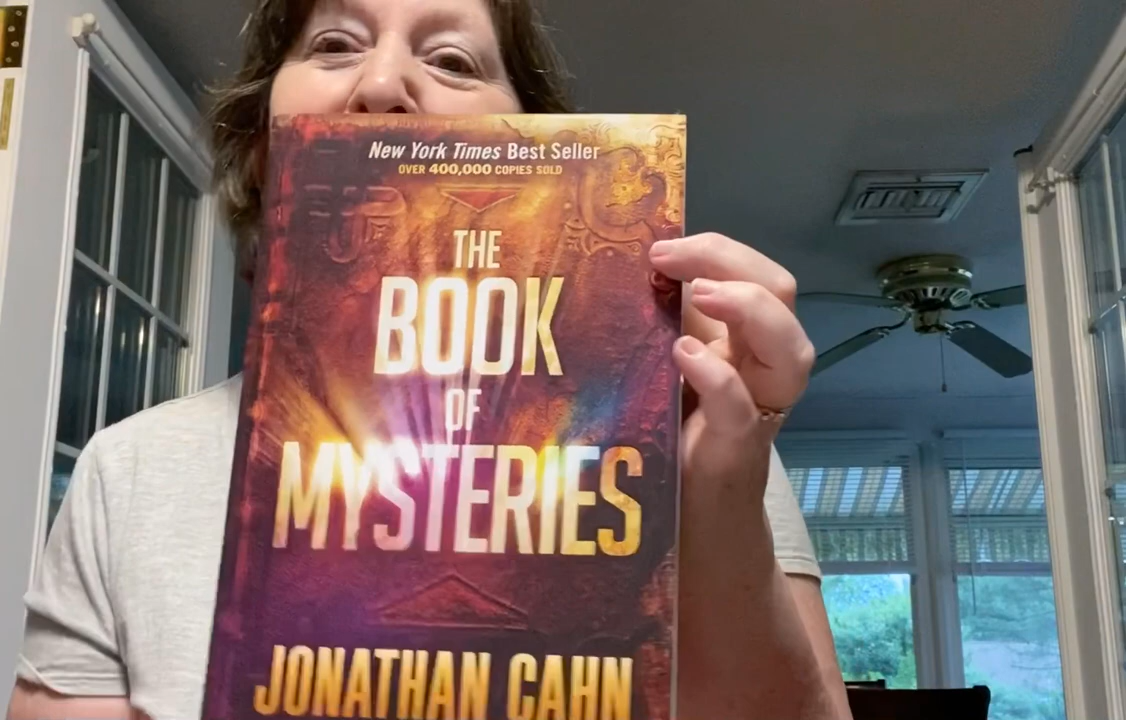 New York Times Best Seller
OVER 400,000 COPIES SOLD
THE
BOOK
OF
MYSTERIES
JONATHAN CAHN